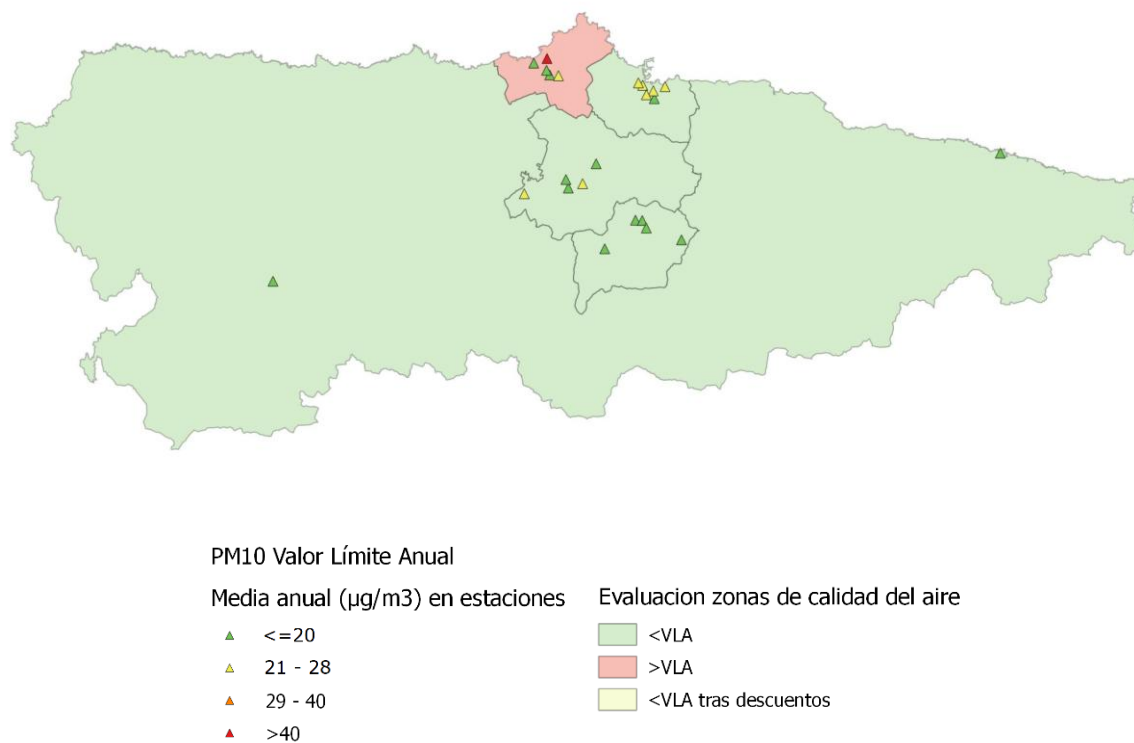 PM10 Valor Límite Anual
Media anual (µg/m3) en estaciones
<=20
21 - 28
29 - 40
>40
Evaluacion zonas de calidad del aire
<VLA
>VLA
<VLA tras descuentos